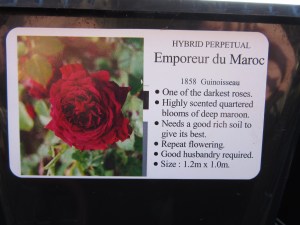 HYBRID PERPETUAL
Emporeur du Maroc
1858 Guinoisseau
• One of the darkest roses.
• Highly scented quartered
blooms of deep maroon.
• Needs a good rich soil to
give its best.
• Repeat flowering.
• Good husbandry required.
• Size : 1.2m x 1.0m.